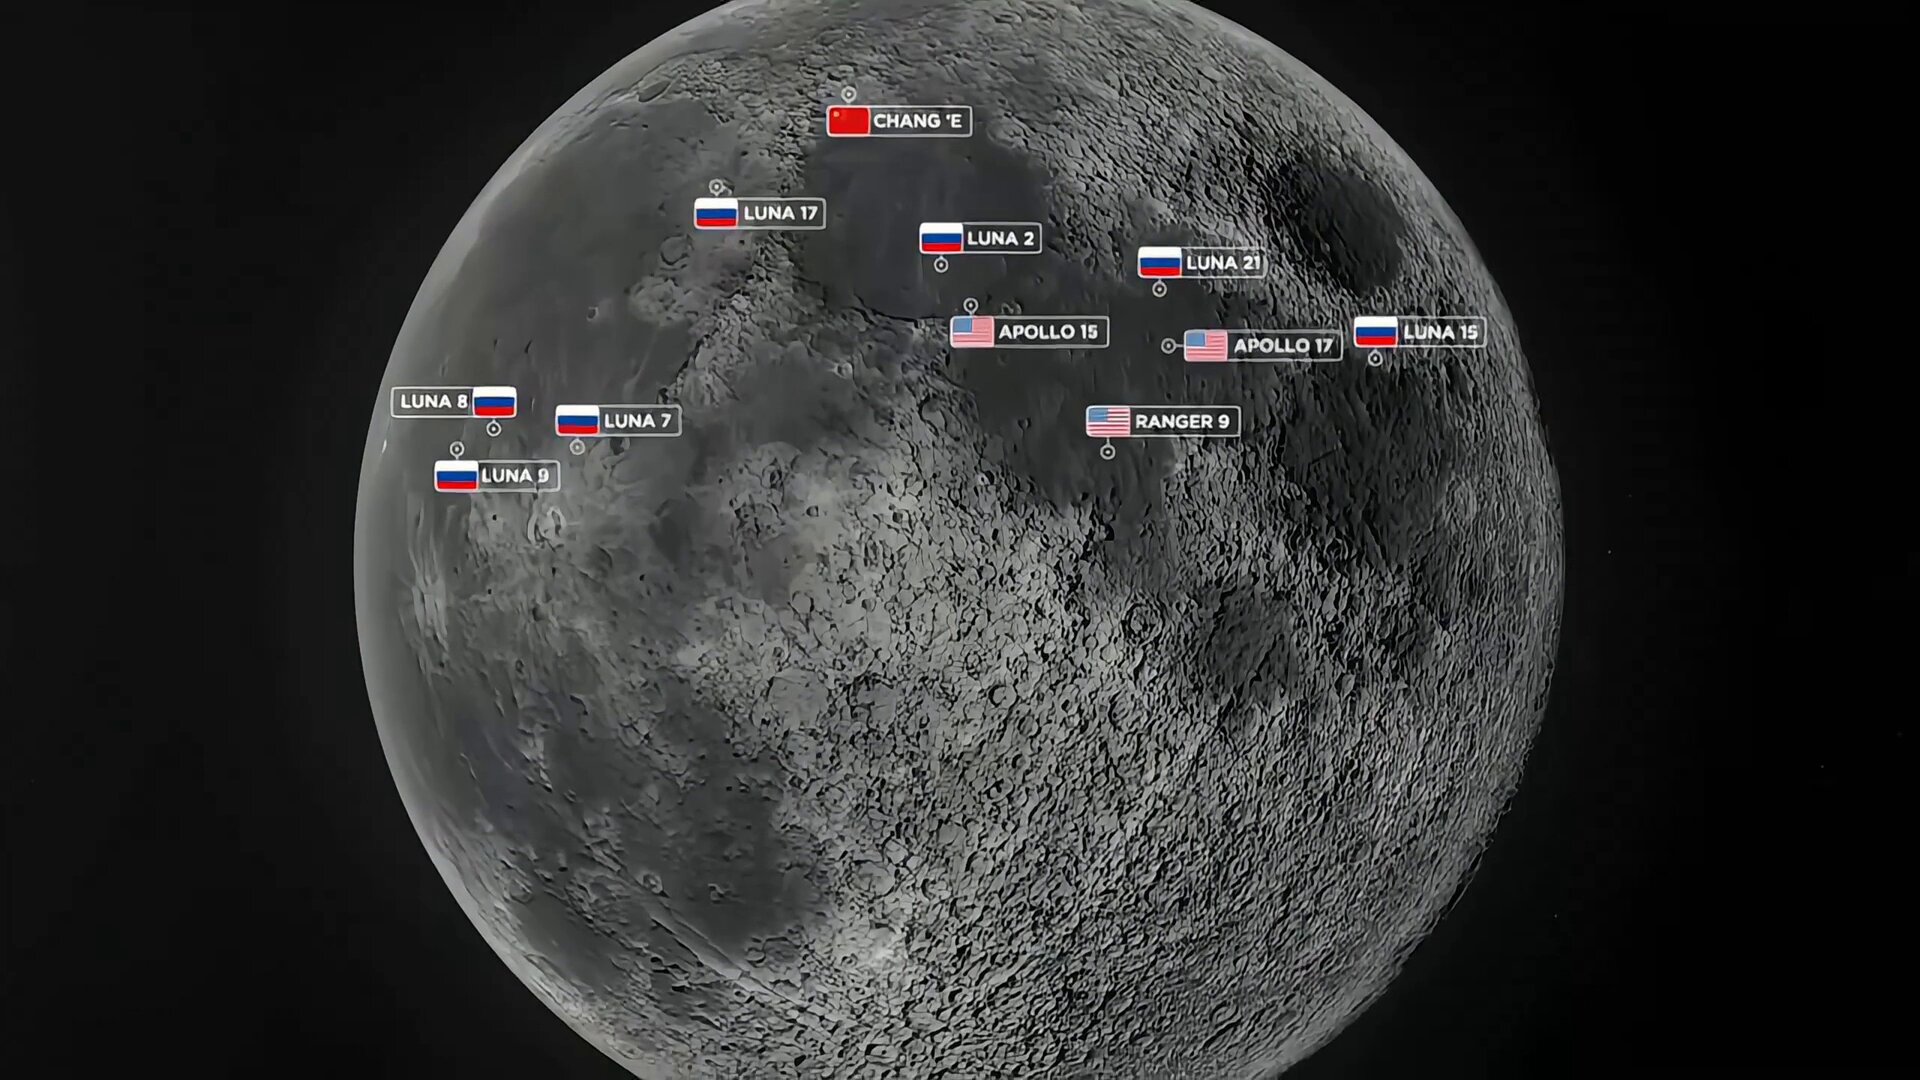 CHANG 'E
LUNA 17
LUNA 2
LUNA 21
APOLLO 15
APOLLO 17
LUNA 15
LUNA 8
LUNA 7
RANGER 9
LUNA 9